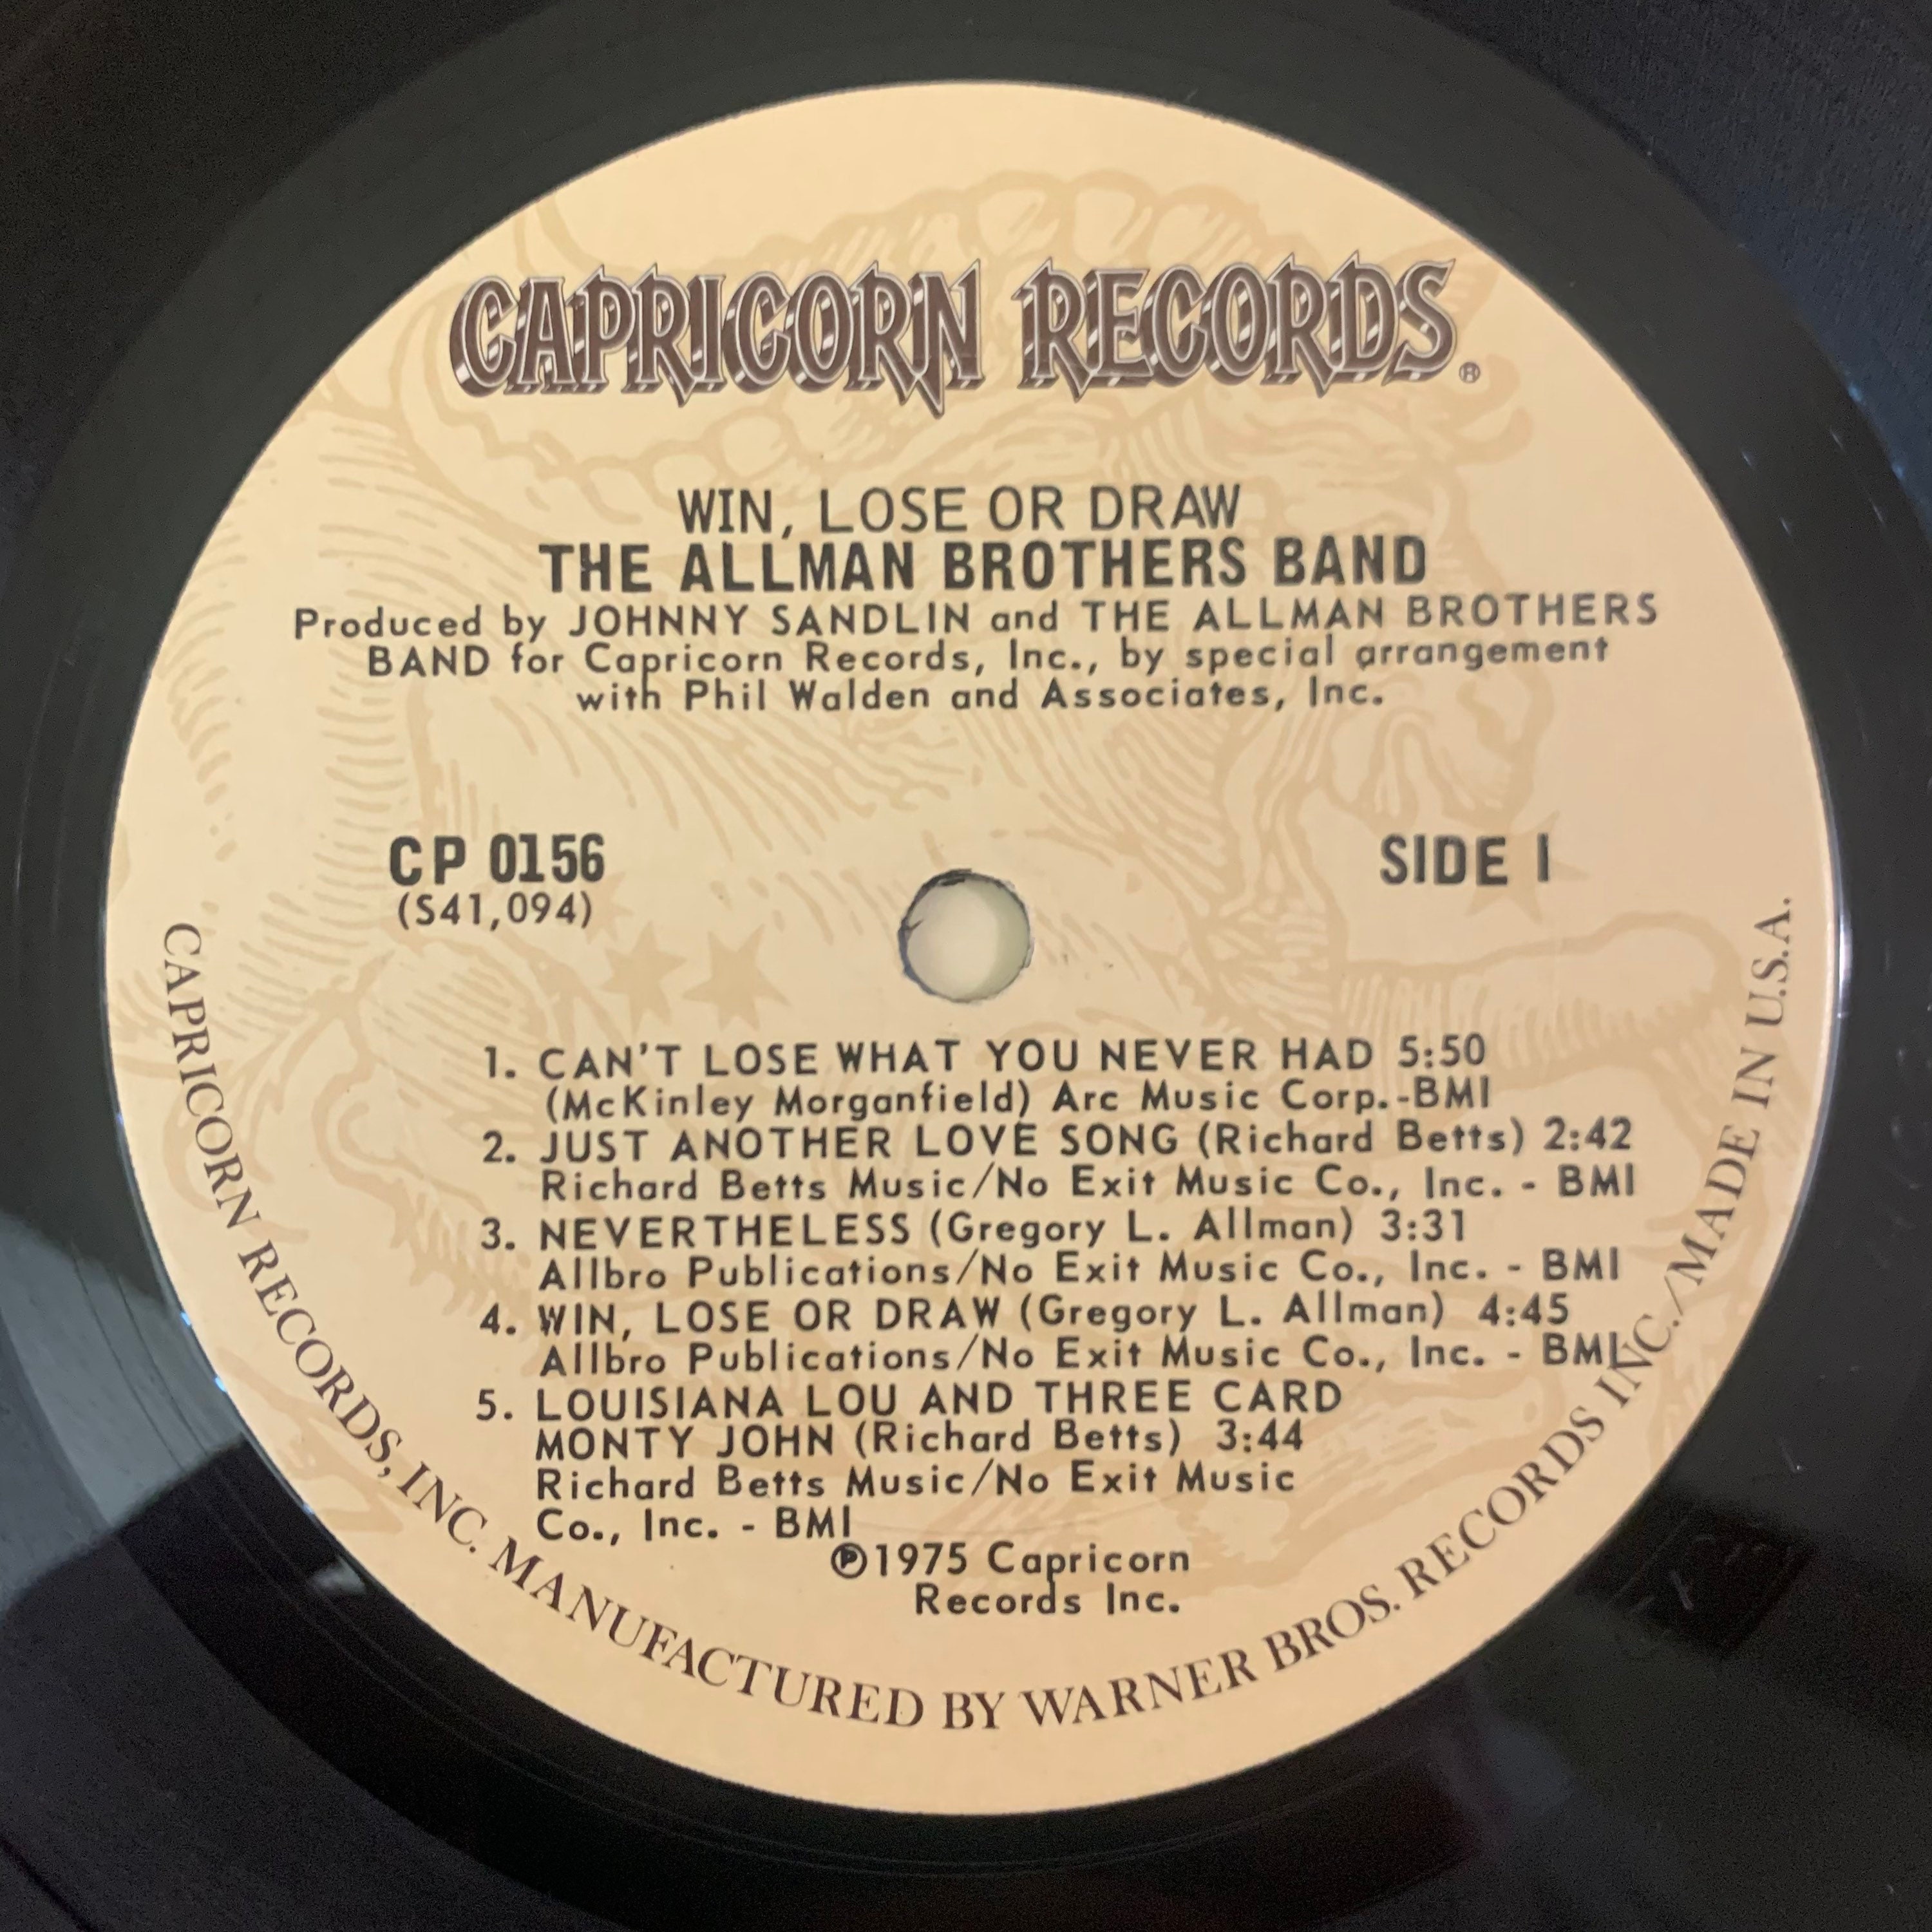 CAPRICORN RECORDS ®
WIN, LOSE OR DRAW
THE ALLMAN BROTHERS BAND
Produced by JOHNNY SANDLIN and THE ALLMAN BROTHERS
BAND for Capricorn Records, Inc., by special arrangement
with Phil Walden and Associates, Inc.
CP 0156
(S41,094)
SIDE I
1. CAN'T LOSE WHAT YOU NEVER HAD 5:50
(McKinley Morganfield) Arc Music Corp.-BMI
2. JUST ANOTHER LOVE SONG (Richard Betts) 2:42
Richard Betts Music/No Exit Music Co., Inc. - BMI
3. NEVERTHELESS (Gregory L. Allman) 3:31
Allbro Publications/No Exit Music Co., Inc. - BMI
4. WIN, LOSE OR DRAW (Gregory L. Allman) 4:45
Allbro Publications/No Exit Music Co., Inc. - BMI
5. LOUISIANA LOU AND THREE CARD
MONTY JOHN (Richard Betts) 3:44
Richard Betts Music/No Exit Music
Co., Inc. - BMI
℗1975 Capricorn
Records Inc.
CAPRICORN RECORDS, INC. MANUFACTURED BY WARNER BROS. RECORDS INC./MADE IN U.S.A.